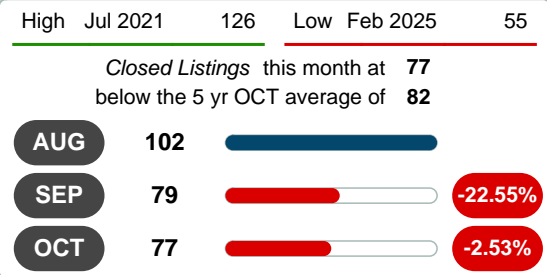 High Jul 2021 126 Low Feb 2025 55
Closed Listings this month at 77
below the 5 yr OCT average of 82
AUG 102
SEP 79 -22.55%
OCT 77 -2.53%